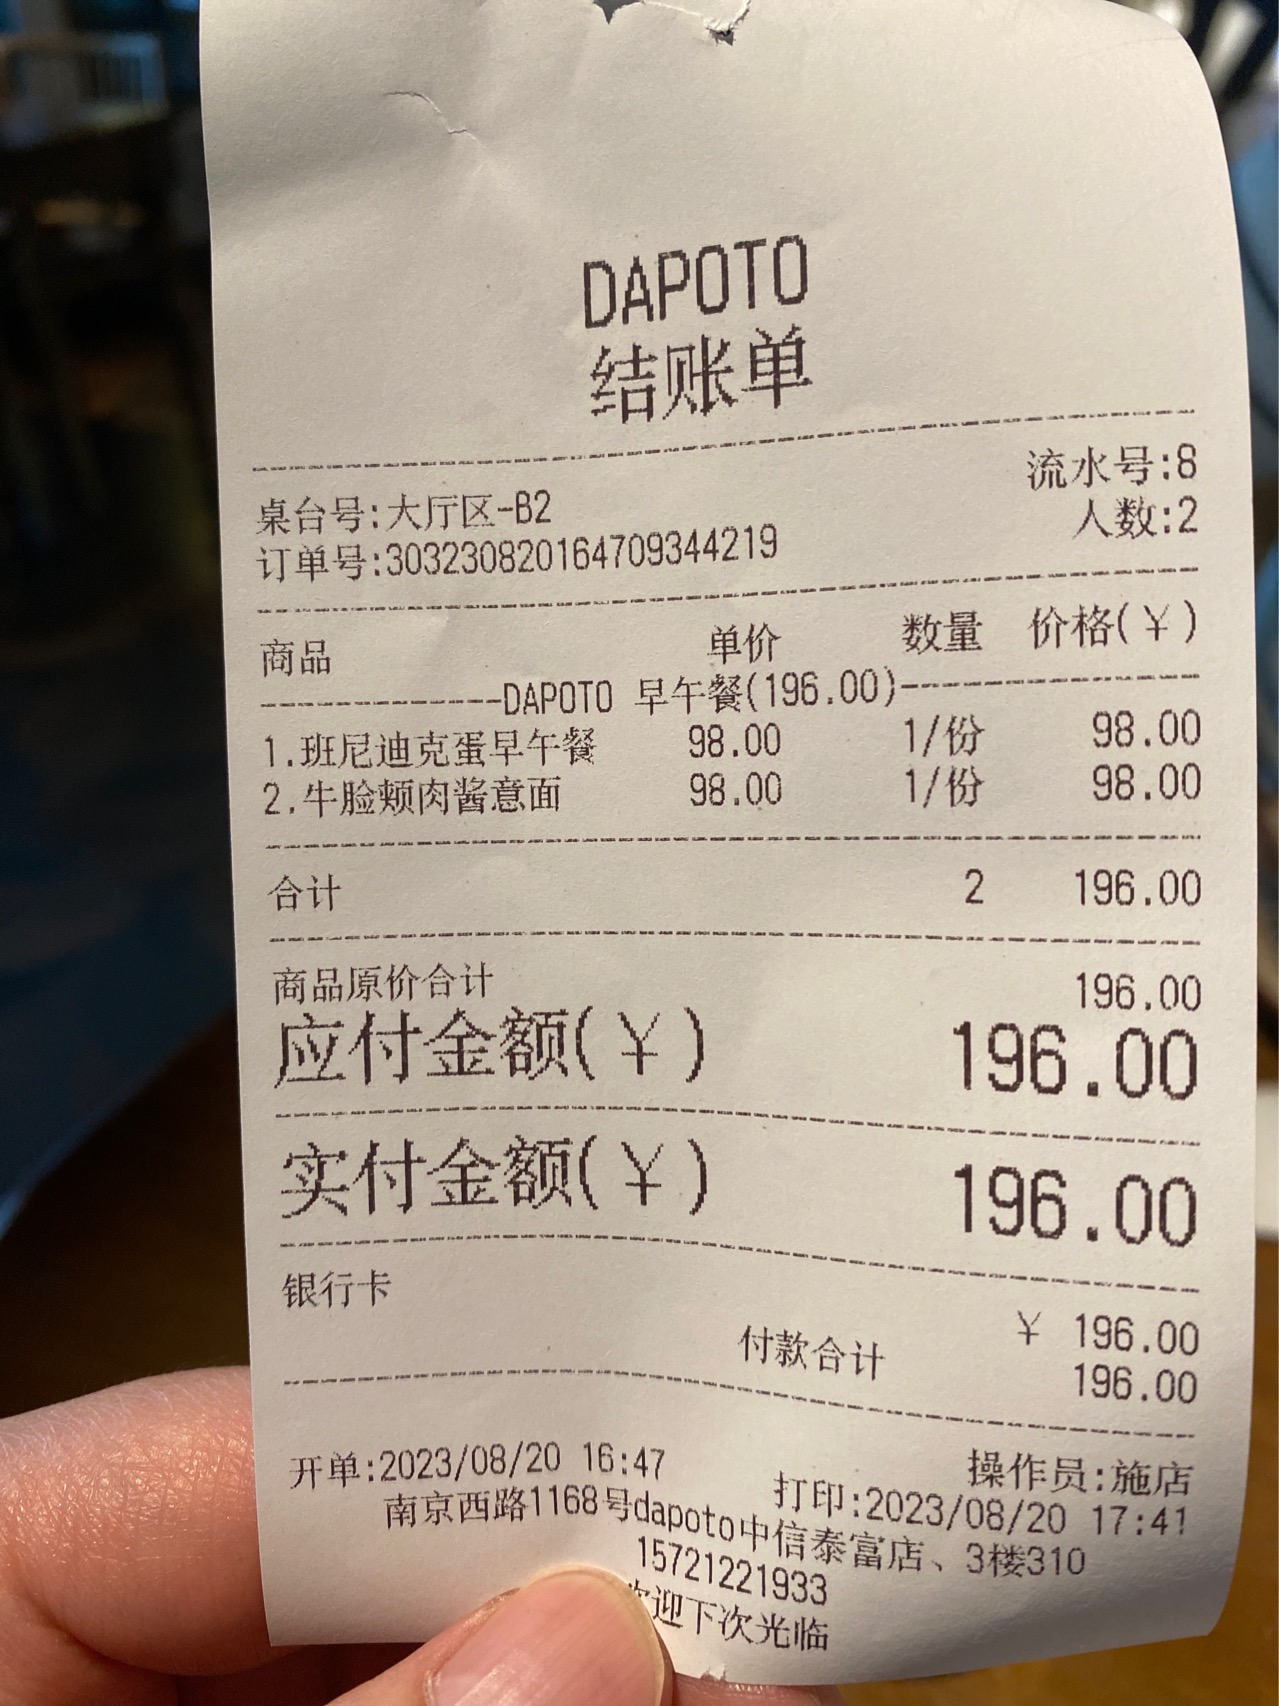 DAPOTO
结账单
流水号:8
桌台号:大厅区-B2 人数:2
订单号:303230820164709344219
商品 单价 数量 价格(¥)
DAPOTO 早午餐(196.00)
1.班尼迪克蛋早午餐 98.00 1/份 98.00
2.牛脸颊肉酱意面 98.00 1/份 98.00
合计 2 196.00
商品原价合计 196.00
应付金额(¥) 196.00
实付金额(¥) 196.00
银行卡 ¥ 196.00
付款合计 196.00
操作员:施店
开单:2023/08/20 16:47 打印:2023/08/20 17:41
南京西路1168号dapoto中信泰富店、3楼310
15721221933
迎下次光临